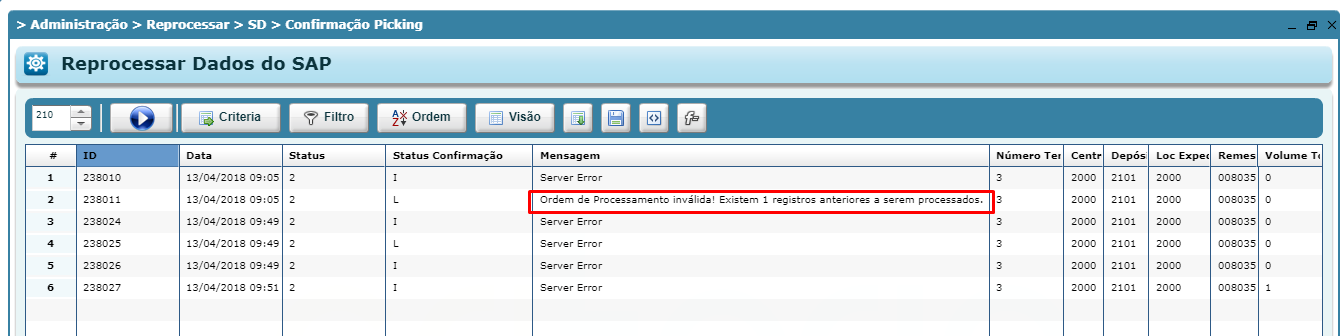 > Administração > Reprocessar > SD > Confirmação Picking
Reprocessar Dados do SAP
210 Criteria Filtro Ordem Visão
# ID Data Status Status Confirmação Mensagem Número Ter Centr Depós Loc Exped Remes Volume To
1 238010 13/04/2018 09:05 2 I Server Error 3 2000 2101 2000 008035 0
2 238011 13/04/2018 09:05 2 L Ordem de Processamento inválida! Existem 1 registros anteriores a serem processados. 3 2000 2101 2000 008035 0
3 238024 13/04/2018 09:49 2 I Server Error 3 2000 2101 2000 008035 0
4 238025 13/04/2018 09:49 2 L Server Error 3 2000 2101 2000 008035 0
5 238026 13/04/2018 09:49 2 I Server Error 3 2000 2101 2000 008035 0
6 238027 13/04/2018 09:51 2 I Server Error 3 2000 2101 2000 008035 1